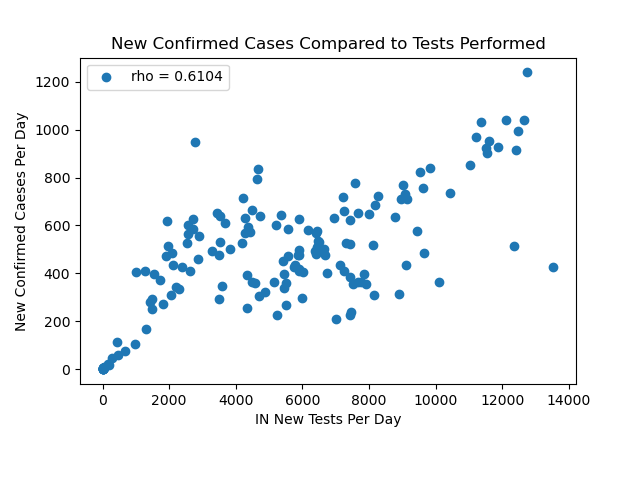 New Confirmed Cases Compared to Tests Performed
rho = 0.6104
1200
1000
800
600
400
200
0
New Confirmed Caeses Per Day
0 2000 4000 6000 8000 10000 12000 14000
IN New Tests Per Day